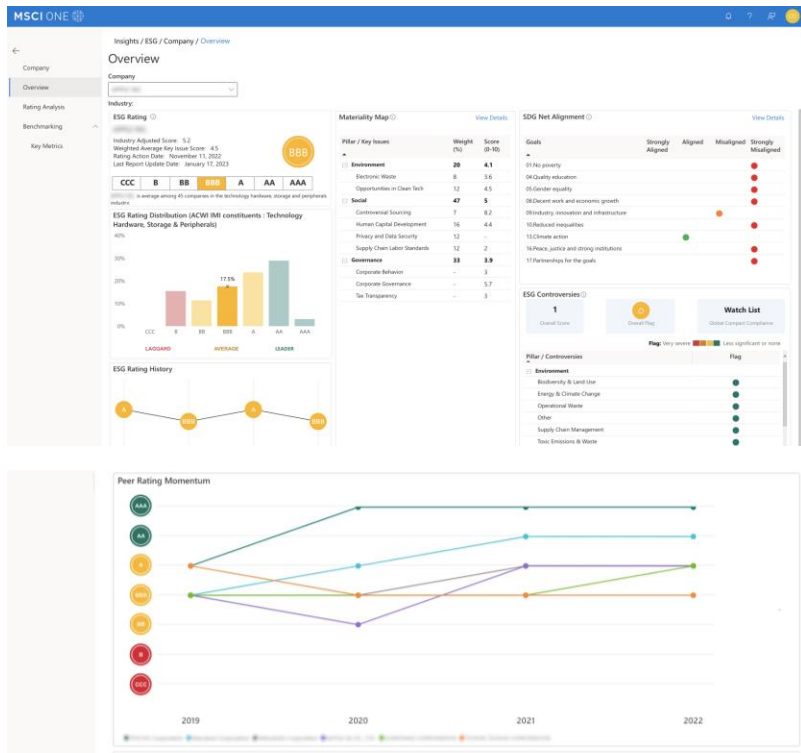 MSCI ONE
Insights / ESG / Company / Overview
Overview
Company
Overview
Rating Analysis
Benchmarking
Key Metrics
Company
Industry:
ESG Rating
Industry Adjusted Score: 5.2
Weighted Average Key Issue Score: 4.5
Rating Action Date: November 11, 2022
Last Report Update Date: January 17, 2023
BBB
CCC B BB BBB A AA AAA
is average among 45 companies in the technology hardware, storage and peripherals
industry
ESG Rating Distribution (ACWI IMI constituents : Technology
Hardware, Storage & Peripherals)
40%
30%
20%
10%
0%
17.5%
CCC B BB BBB A AA AAA
LAGGARD AVERAGE LEADER
ESG Rating History
A BBB A BBB
Materiality Map View Details
Pillar / Key Issues Weight (%) Score (0-10)
Environment 20 4.1
Electronic Waste 8 3.6
Opportunities in Clean Tech 12 4.5
Social 47 5
Controversial Sourcing 7 8.2
Human Capital Development 16 4.4
Privacy and Data Security 12 -
Supply Chain Labor Standards 12 2
Governance 33 3.9
Corporate Behavior - 3
Corporate Governance - 5.7
Tax Transparency - 3
SDG Net Alignment View Details
Goals Strongly Aligned Aligned Misaligned Strongly Misaligned
01.No poverty
04.Quality education
05.Gender equality
08.Decent work and economic growth
09.Industry, innovation and infrastructure
10.Reduced inequalities
13.Climate action
16.Peace, justice and strong institutions
17.Partnerships for the goals
ESG Controversies
1
Overall Score
Overall Flag
Watch List
Global Compact Compliance
Flag: Very severe Less significant or none
Pillar / Controversies Flag
Environment
Biodiversity & Land Use
Energy & Climate Change
Operational Waste
Other
Supply Chain Management
Toxic Emissions & Waste
Peer Rating Momentum
AAA
AA
A
BBB
BB
B
CCC
2019 2020 2021 2022